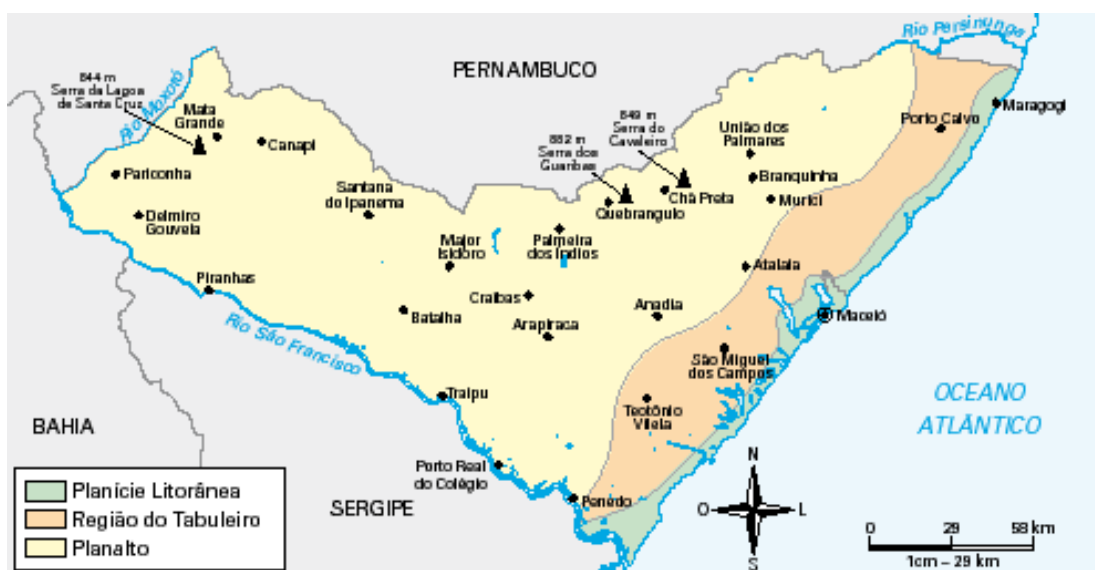 Rio Persinunga
PERNAMBUCO
844 m
Serra da Lagoa
de Santa Cruz
Rio Moxotó
Mata
Grande
Canapi
Pariconha
Delmiro
Gouveia
Santana
do Ipanema
882 m
Serra dos
Guaribas
849 m
Serra do
Cavaleiro
União dos
Palmares
Porto Calvo
Maragogi
Branquinha
Chã Preta
Murici
Quebrangulo
Major
Isidoro
Palmeira
dos Índios
Atalaia
Piranhas
Craíbas
Batalha
Arapiraca
Anadia
Maceió
Rio São Francisco
São Miguel
dos Campos
Traipu
Teotônio
Vilela
OCEANO
ATLÂNTICO
BAHIA
Porto Real
do Colégio
Penedo
SERGIPE
N
O
L
S
Planície Litorânea
Região do Tabuleiro
Planalto
0 29 58 km
1cm – 29 km